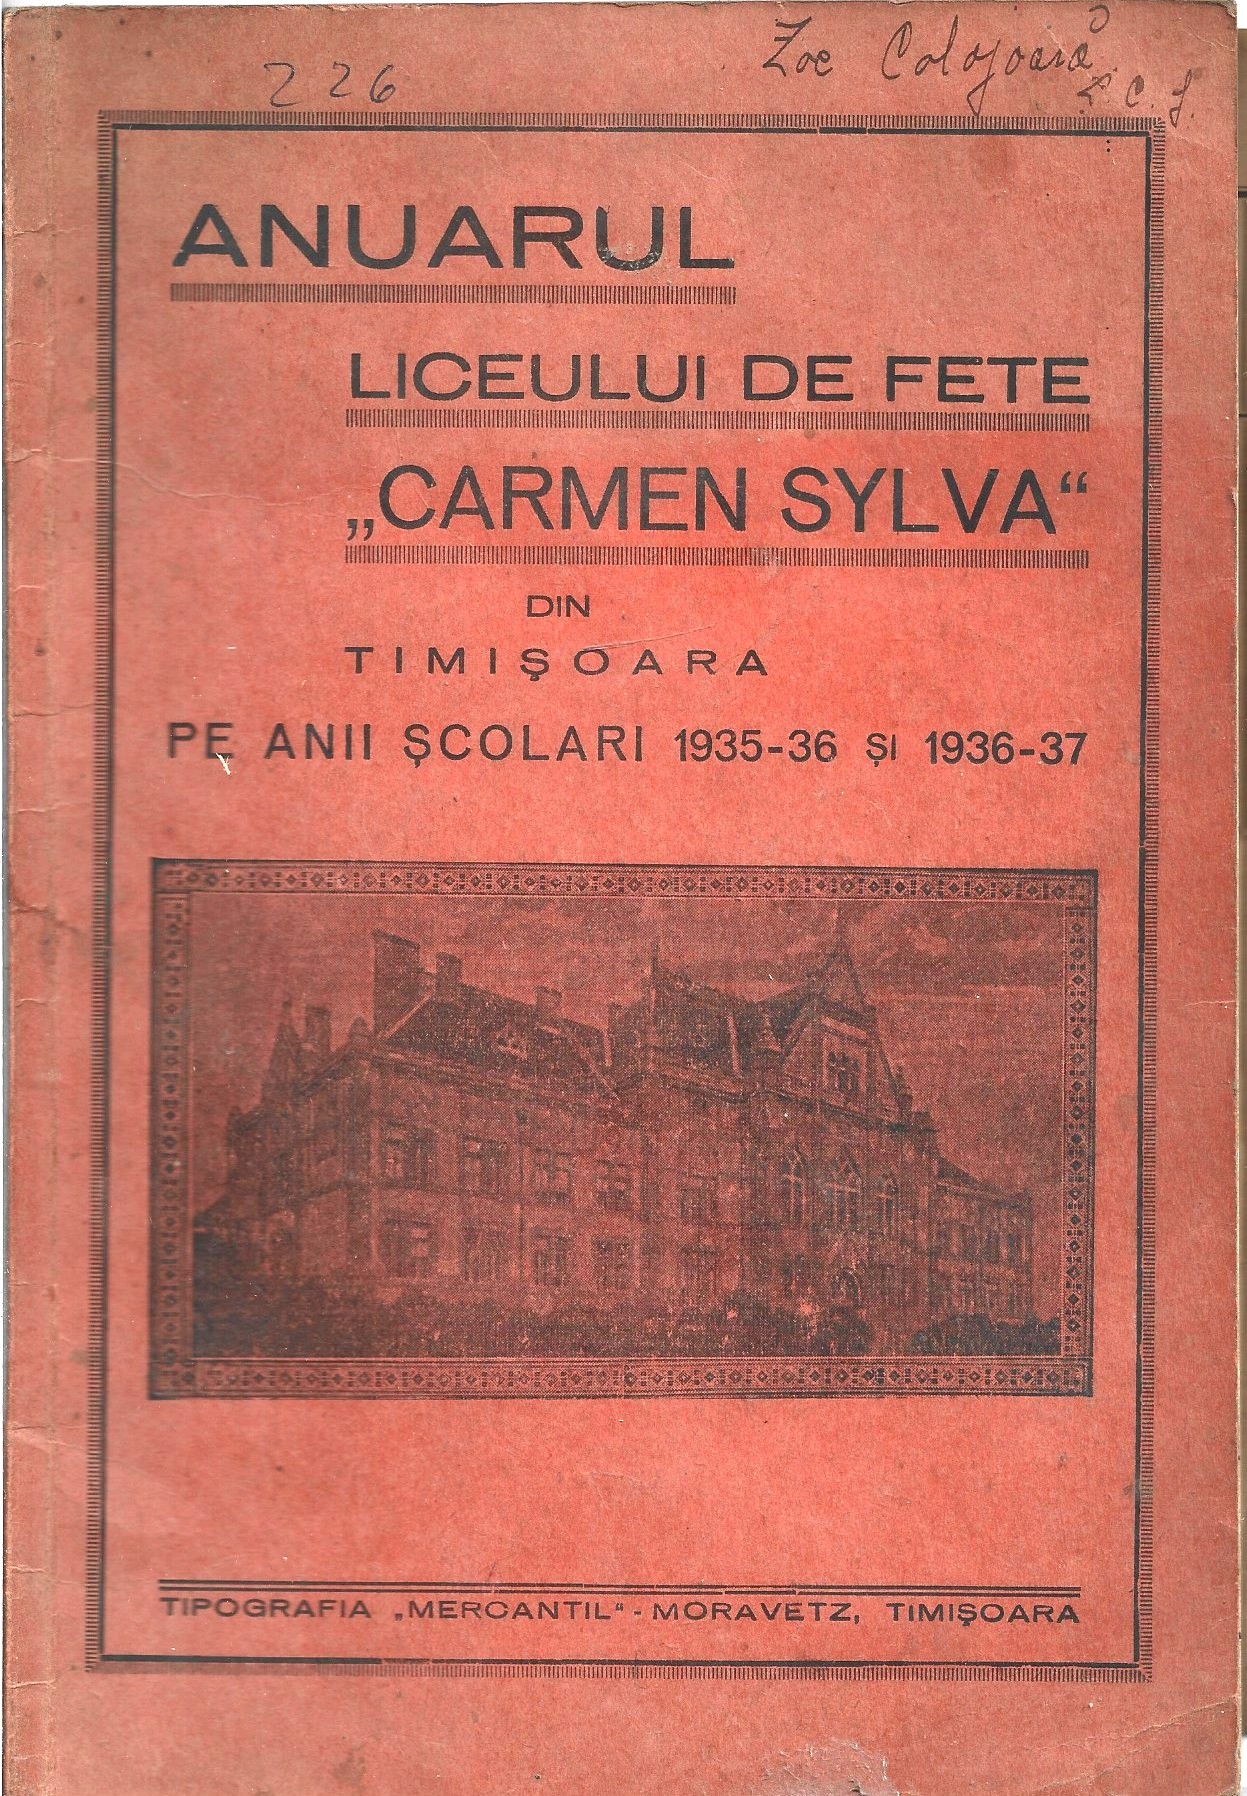 226
Zoe Colojoară
ANUARUL
LICEULUI DE FETE
„CARMEN SYLVA“
DIN
TIMIŞOARA
PE ANII ŞCOLARI 1935-36 ŞI 1936-37
TIPOGRAFIA „MERCANTIL“ - MORAVETZ, TIMIŞOARA